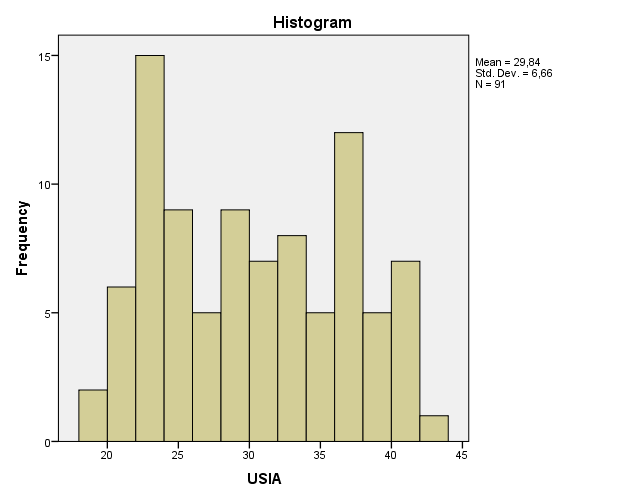 Histogram
Mean = 29,84
Std. Dev. = 6,66
N = 91
15
10
5
0
Frequency
20 25 30 35 40 45
USIA